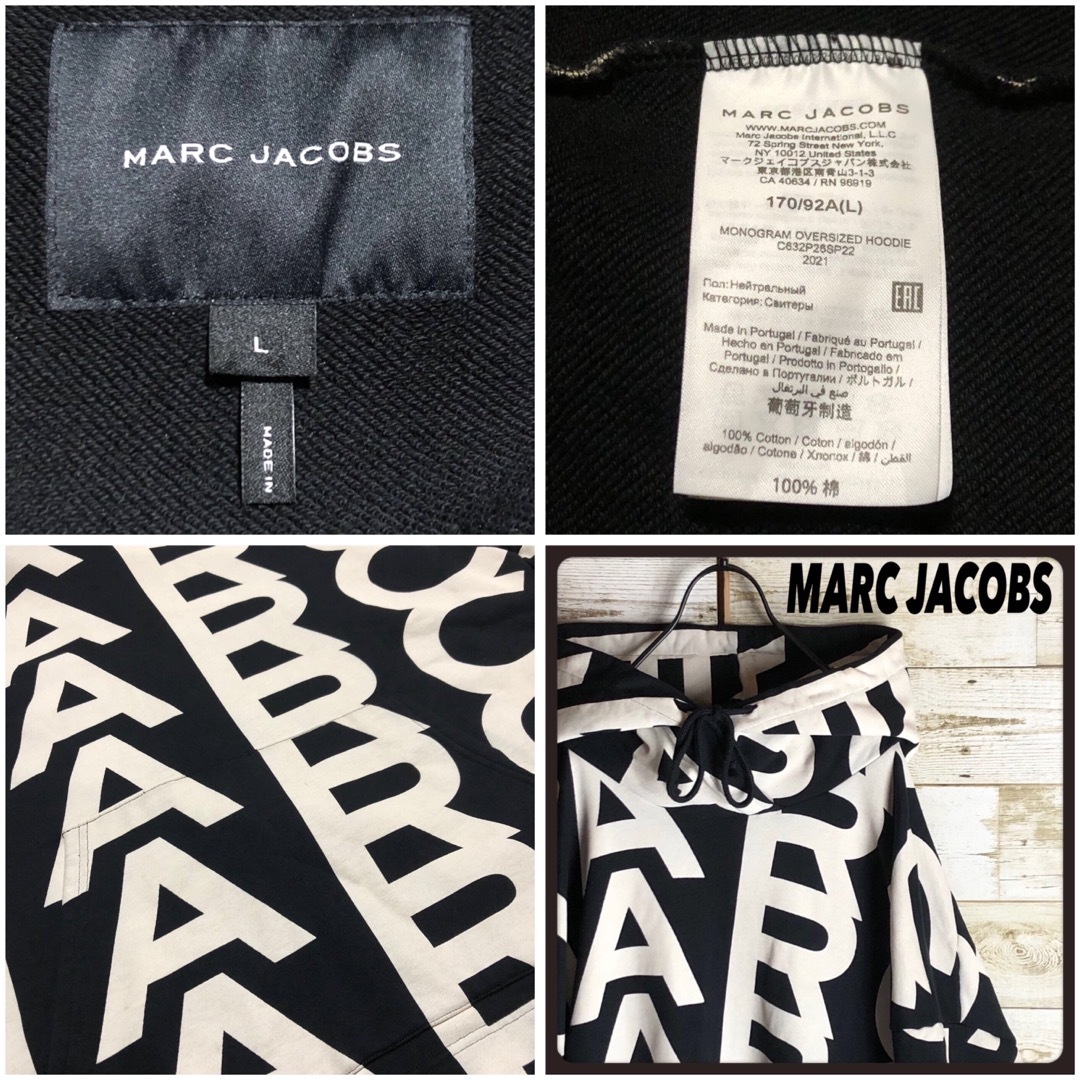 MARC JACOBS
L
MADE IN
MARC JACOBS
WWW.MARCJACOBS.COM
Marc Jacobs International, L.L.C
72 Spring Street New York,
NY 10012 United States
マークジェイコブスジャパン株式会社
東京都港区南青山3-1-3
CA 40634 / RN 96919
170/92A(L)
MONOGRAM OVERSIZED HOODIE
C632P28SP22
2021
Пол: Нейтральный
Категория: Свитеры
EAC
Made in Portugal / Fabriqué au Portugal /
Hecho en Portugal / Fabricado em
Portugal / Prodotto in Portogallo /
Сделано в Португалии / ポルトガル /
صنع في البرتغال
葡萄牙制造
100% Cotton / Coton / algodón /
algodão / Cotone / Хлопок / 綿 / القطن
100% 棉
MARC JACOBS